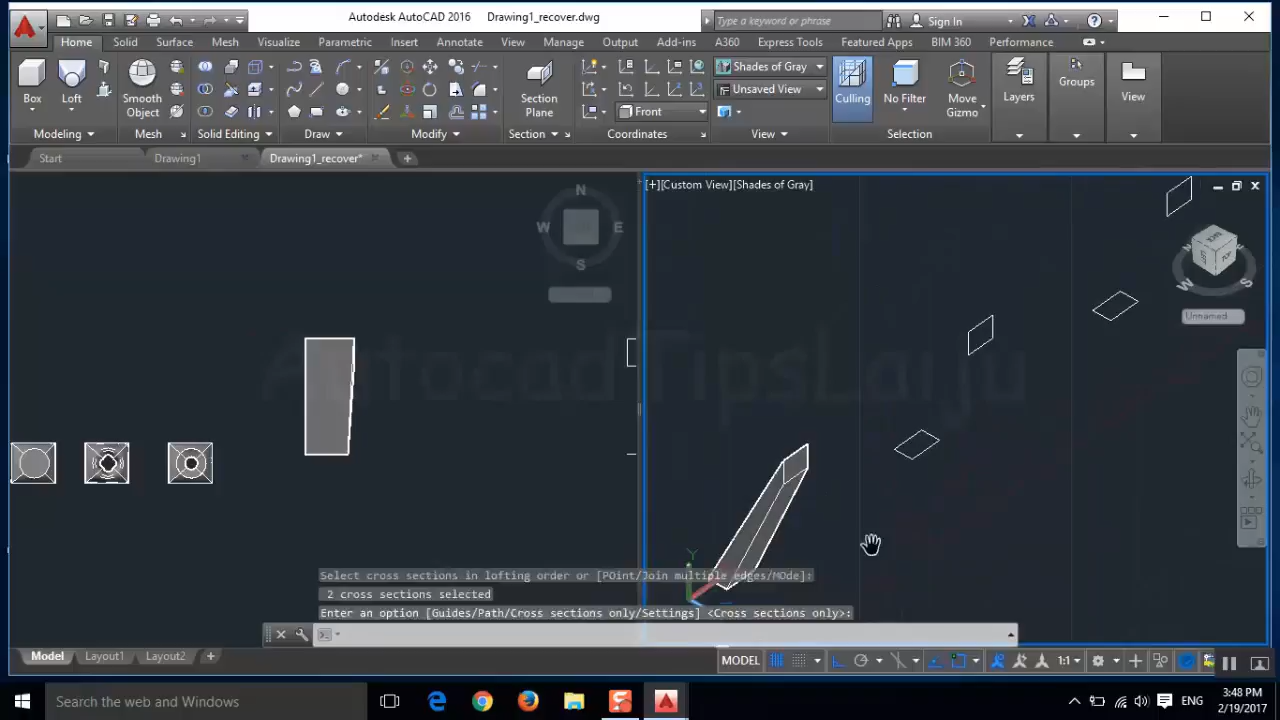 Autodesk AutoCAD 2016 Drawing1_recover.dwg
Type a keyword or phrase
Sign In
Home Solid Surface Mesh Visualize Parametric Insert Annotate View Manage Output Add-ins A360 Express Tools Featured Apps BIM 360 Performance
Shades of Gray
Unsaved View
Front
Box Loft Smooth Object Section Plane Culling No Filter Move Gizmo Layers Groups View
Modeling Mesh Solid Editing Draw Modify Section Coordinates View Selection
Start Drawing1 Drawing1_recover*
[+][Custom View][Shades of Gray]
N
W E
S
W S
Unnamed
AutocadTipsLaiju
Y
Select cross sections in lofting order or [POint/Join multiple edges/MOde]:
2 cross sections selected
Enter an option [Guides/Path/Cross sections only/Settings] <Cross sections only>:
Model Layout1 Layout2
MODEL 1:1
Search the web and Windows
ENG
3:48 PM
2/19/2017